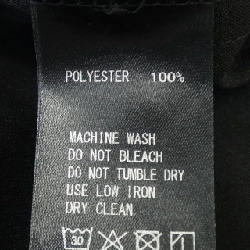 POLYESTER 100%
MACHINE WASH
DO NOT BLEACH
DO NOT TUMBLE DRY
USE LOW IRON
DRY CLEAN
30